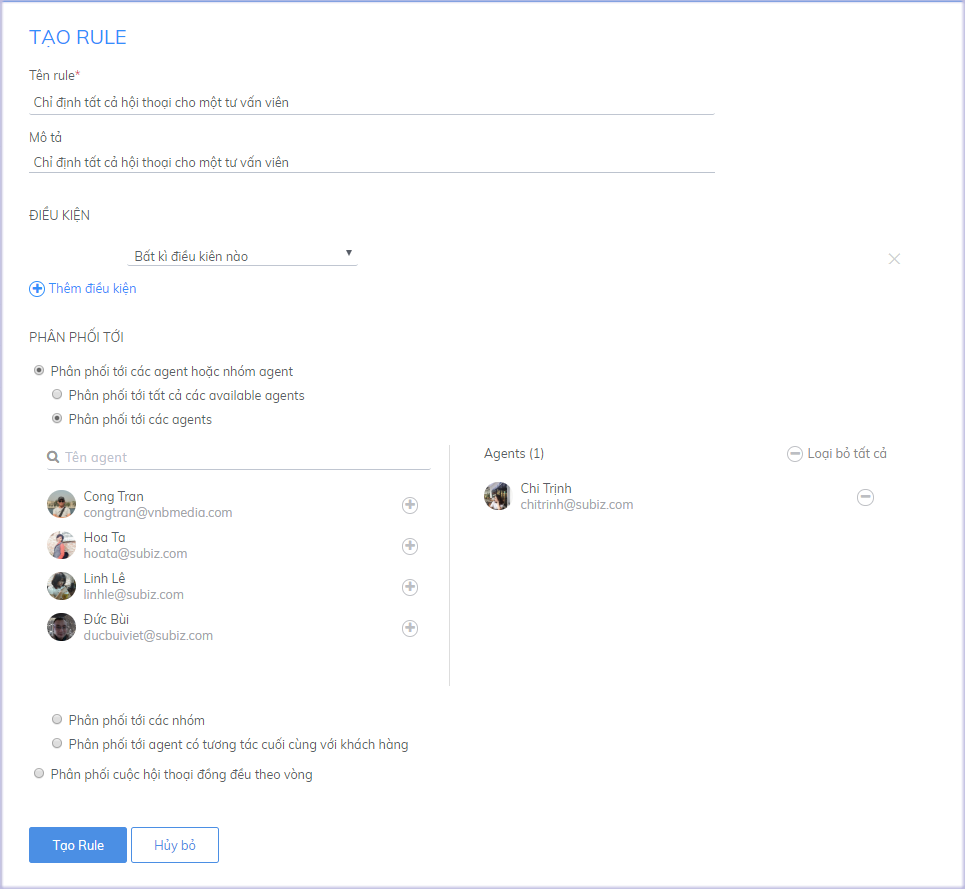 TẠO RULE
Tên rule*
Chỉ định tất cả hội thoại cho một tư vấn viên
Mô tả
Chỉ định tất cả hội thoại cho một tư vấn viên
ĐIỀU KIỆN
Bất kì điều kiên nào
Thêm điều kiện
PHÂN PHỐI TỚI
Phân phối tới các agent hoặc nhóm agent
Phân phối tới tất cả các available agents
Phân phối tới các agents
Tên agent
Cong Tran
congtran@vnbmedia.com
Hoa Ta
hoata@subiz.com
Linh Lê
linhle@subiz.com
Đức Bùi
ducbuiviet@subiz.com
Agents (1)
Loại bỏ tất cả
Chi Trịnh
chitrinh@subiz.com
Phân phối tới các nhóm
Phân phối tới agent có tương tác cuối cùng với khách hàng
Phân phối cuộc hội thoại đồng đều theo vòng
Tạo Rule
Hủy bỏ